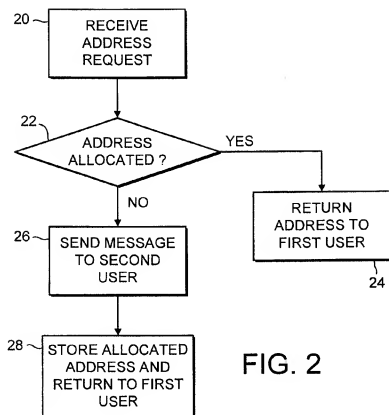 20
RECEIVE
ADDRESS
REQUEST
22
ADDRESS
ALLOCATED ?
YES
NO
RETURN
ADDRESS TO
FIRST USER
24
26
SEND MESSAGE
TO SECOND
USER
28
STORE ALLOCATED
ADDRESS AND
RETURN TO FIRST
USER
FIG. 2